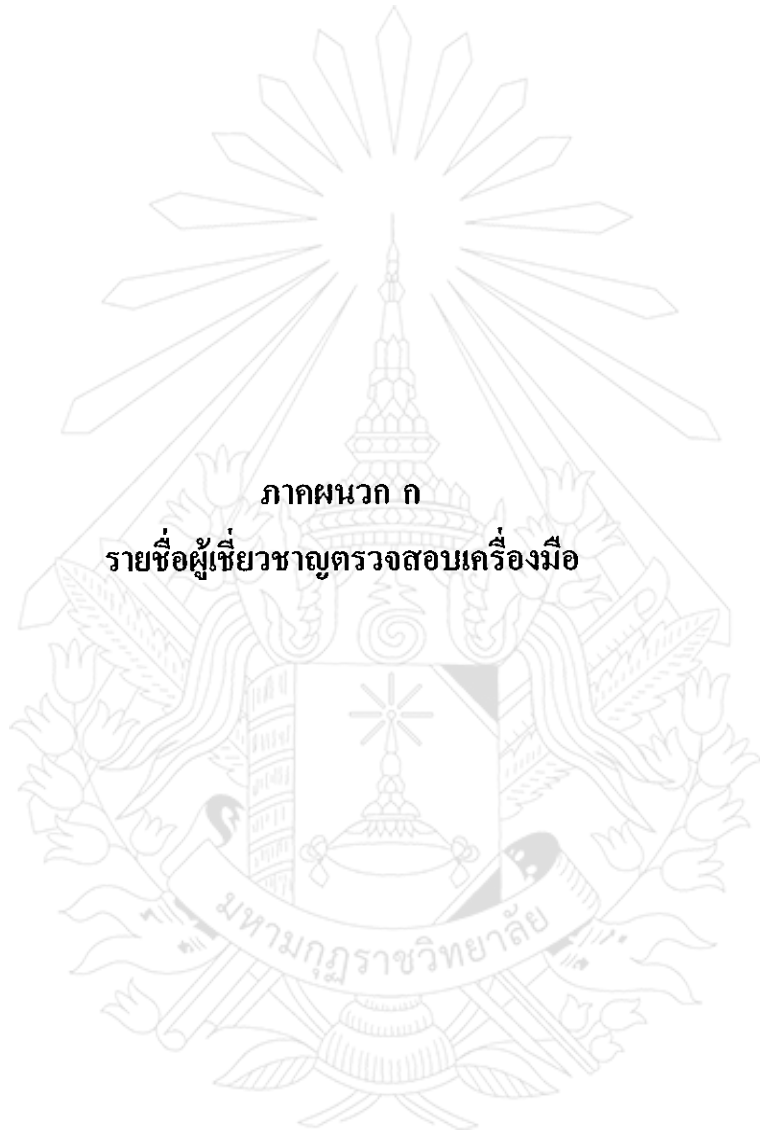 ภาคผนวก ก
รายชื่อผู้เชี่ยวชาญตรวจสอบเครื่องมือ
มหามกุฏราชวิทยาลัย